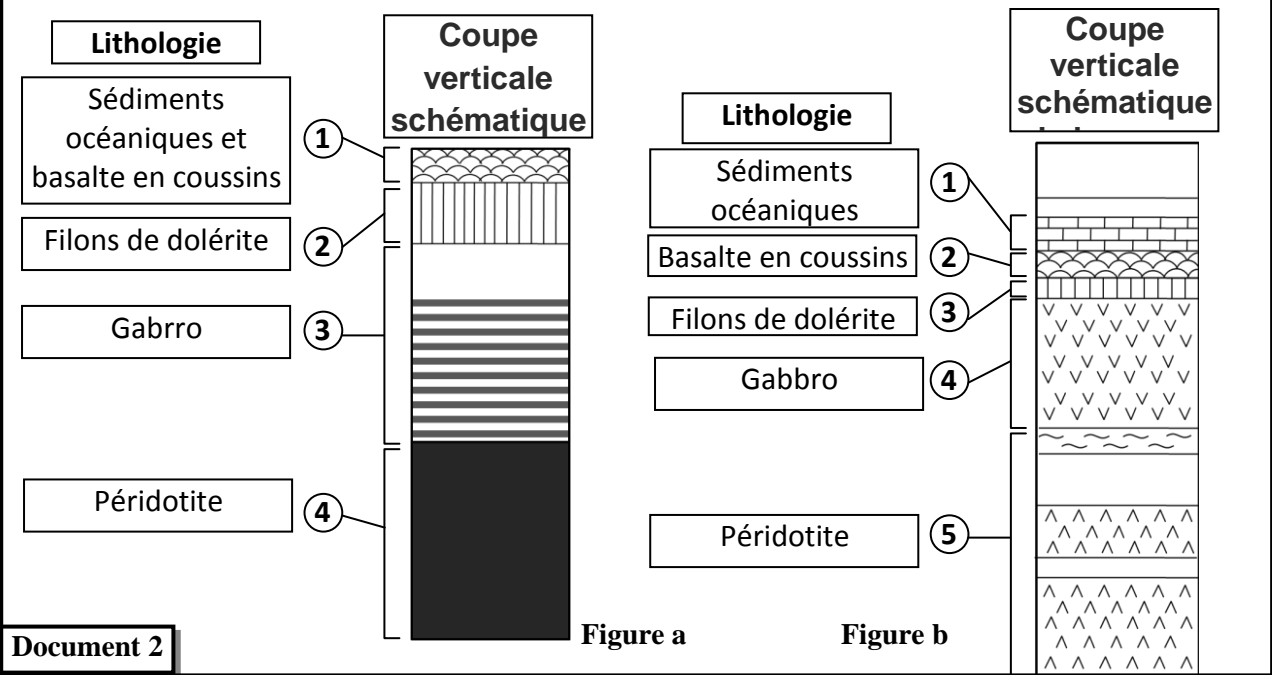 Lithologie
Coupe
verticale
schématique
Sédiments
océaniques et
basalte en coussins
1
Filons de dolérite
2
Gabrro
3
Péridotite
4
Figure a
Coupe
verticale
schématique
Lithologie
Sédiments
océaniques
1
Basalte en coussins
2
Filons de dolérite
3
Gabbro
4
Péridotite
5
Figure b
Document 2